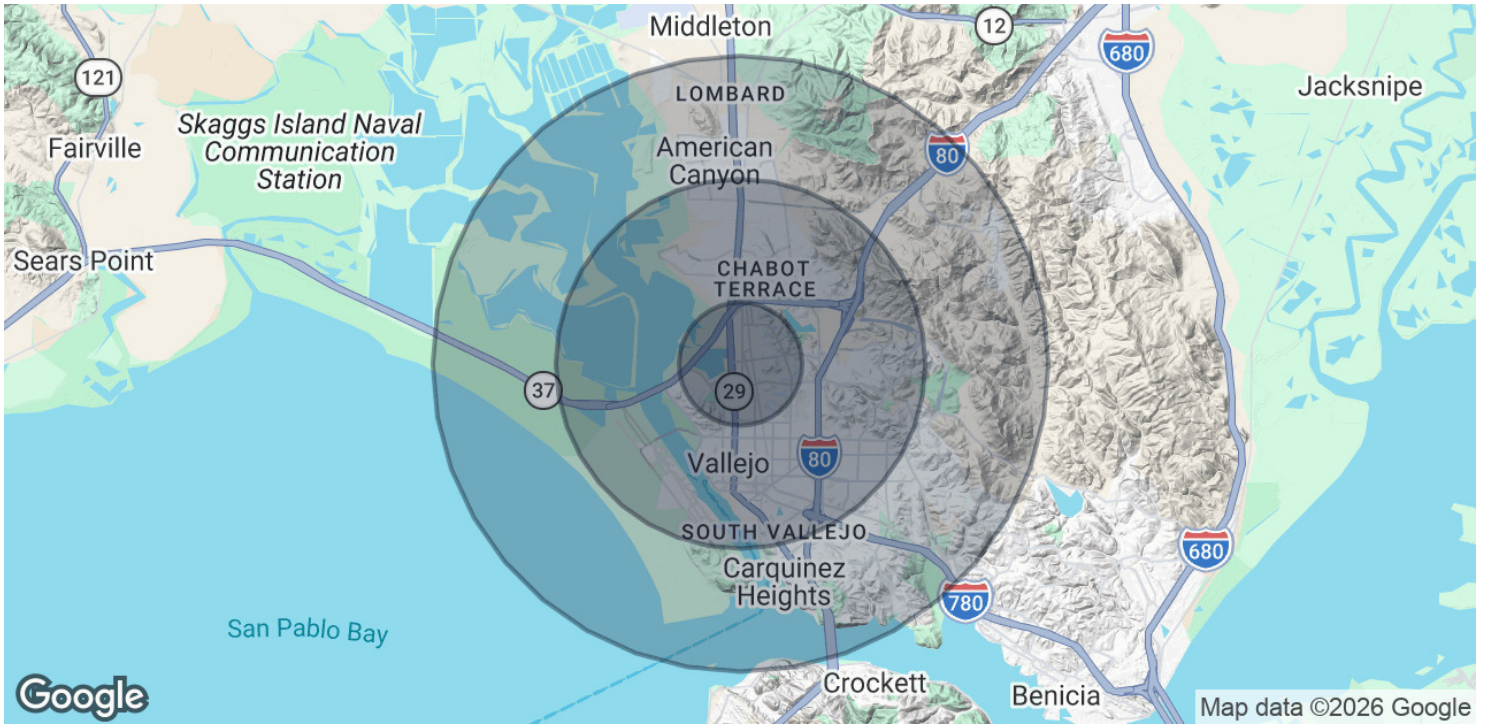 Middleton
12
680
121
Jacksnipe
LOMBARD
Skaggs Island Naval
Communication
Station
Fairville
American
Canyon
80
Sears Point
CHABOT
TERRACE
37
29
80
Vallejo
SOUTH VALLEJO
680
Carquinez
Heights
780
San Pablo Bay
Crockett
Benicia
Google
Map data ©2026 Google